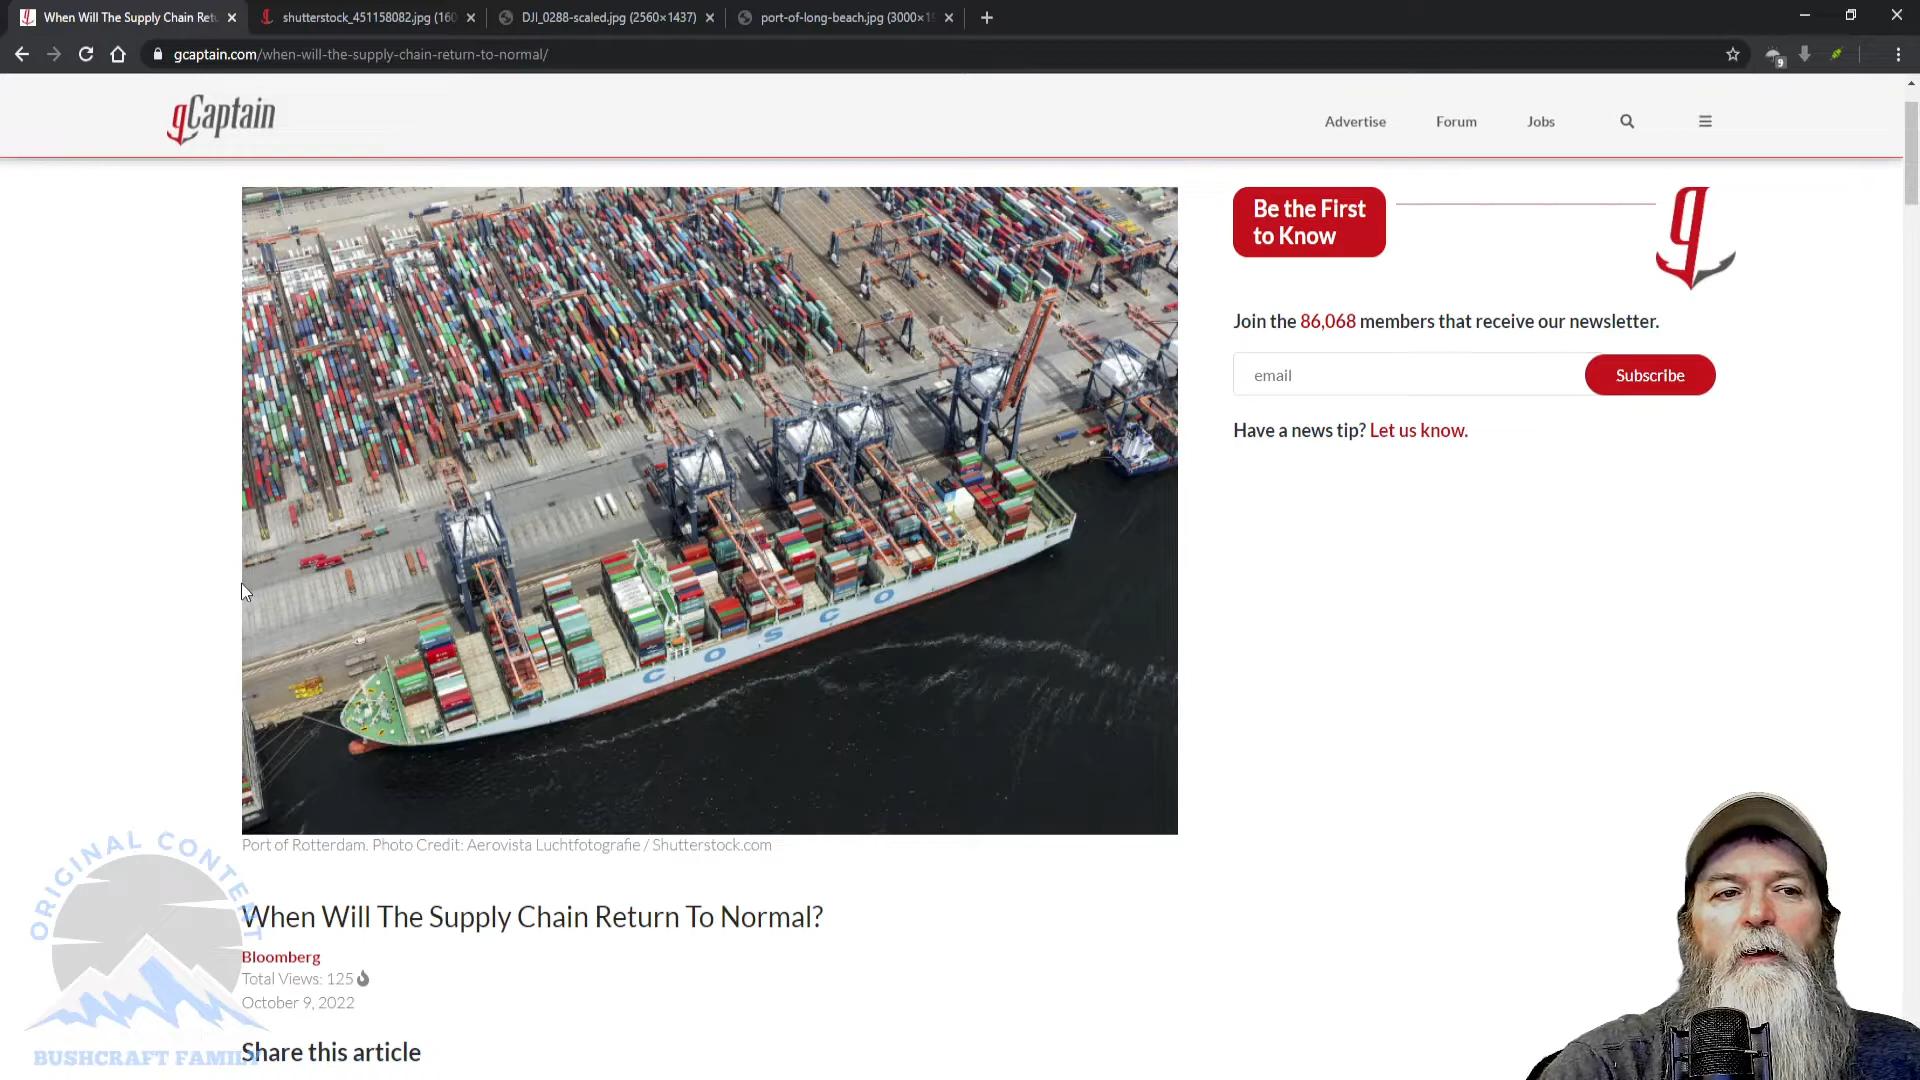 When Will The Supply Chain Retu
shutterstock_451158082.jpg (160
DJI_0288-scaled.jpg (2560×1437)
port-of-long-beach.jpg (3000×1
gcaptain.com/when-will-the-supply-chain-return-to-normal/
9
gCaptain
Advertise
Forum
Jobs
Be the First
to Know
Join the 86,068 members that receive our newsletter.
email
Subscribe
Have a news tip? Let us know.
COSCO
Port of Rotterdam. Photo Credit: Aerovista Luchtfotografie / Shutterstock.com
When Will The Supply Chain Return To Normal?
Bloomberg
Total Views: 125
October 9, 2022
Share this article
ORIGINAL CONTENT
BUSHCRAFT FAMILY